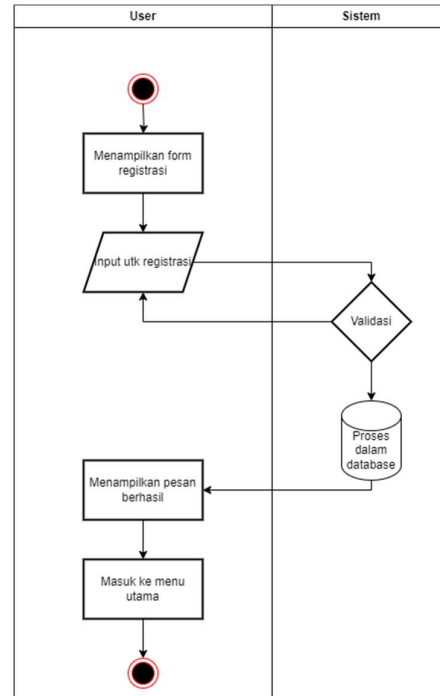 User
Sistem
Menampilkan form
registrasi
Input utk registrasi
Validasi
Proses
dalam
database
Menampilkan pesan
berhasil
Masuk ke menu
utama